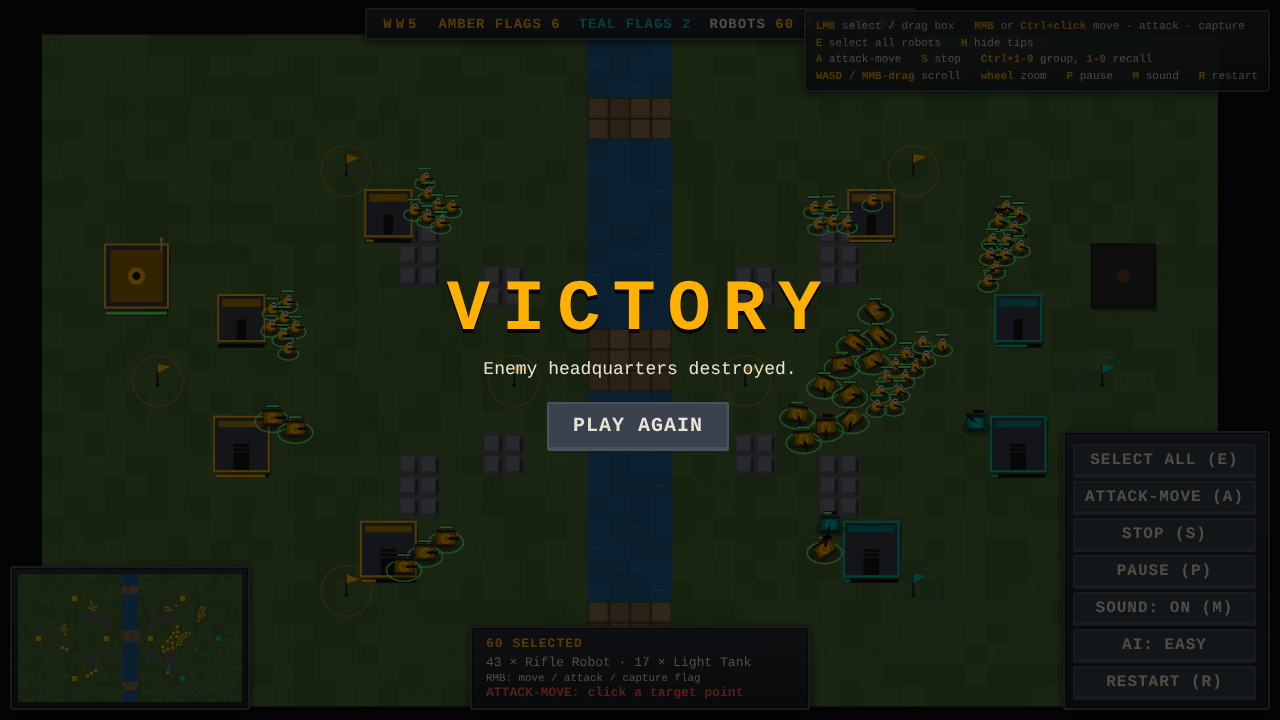 WW5 AMBER FLAGS 6 TEAL FLAGS 2 ROBOTS 60
LMB select / drag box RMB or Ctrl+click move · attack · capture
E select all robots H hide tips
A attack-move S stop Ctrl+1-9 group, 1-9 recall
WASD / MMB-drag scroll wheel zoom P pause M sound R restart
VICTORY
Enemy headquarters destroyed.
PLAY AGAIN
SELECT ALL (E)
ATTACK-MOVE (A)
STOP (S)
PAUSE (P)
SOUND: ON (M)
AI: EASY
RESTART (R)
60 SELECTED
43 × Rifle Robot · 17 × Light Tank
RMB: move / attack / capture flag
ATTACK-MOVE: click a target point